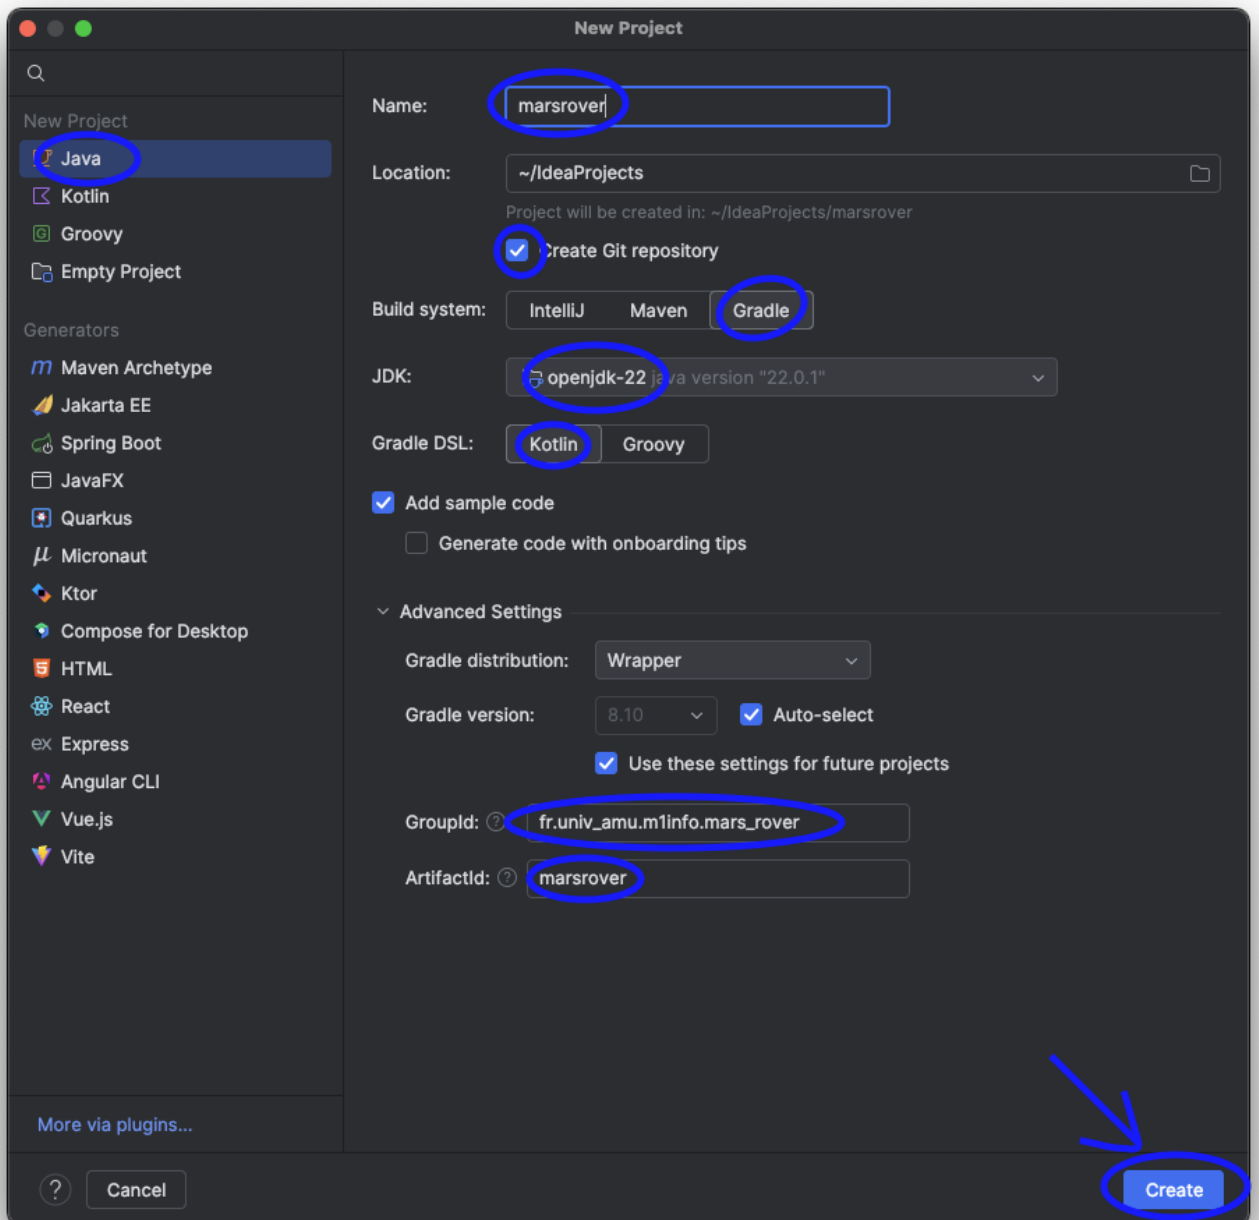 New Project
New Project
Java
Kotlin
Groovy
Empty Project
Generators
Maven Archetype
Jakarta EE
Spring Boot
JavaFX
Quarkus
Micronaut
Ktor
Compose for Desktop
HTML
React
ex Express
Angular CLI
Vue.js
Vite
More via plugins...
Name: marsrover
Location: ~/IdeaProjects
Project will be created in: ~/IdeaProjects/marsrover
Create Git repository
Build system: IntelliJ Maven Gradle
JDK: openjdk-22 java version "22.0.1"
Gradle DSL: Kotlin Groovy
Add sample code
Generate code with onboarding tips
Advanced Settings
Gradle distribution: Wrapper
Gradle version: 8.10 Auto-select
Use these settings for future projects
GroupId: ? fr.univ_amu.m1info.mars_rover
ArtifactId: ? marsrover
? Cancel Create